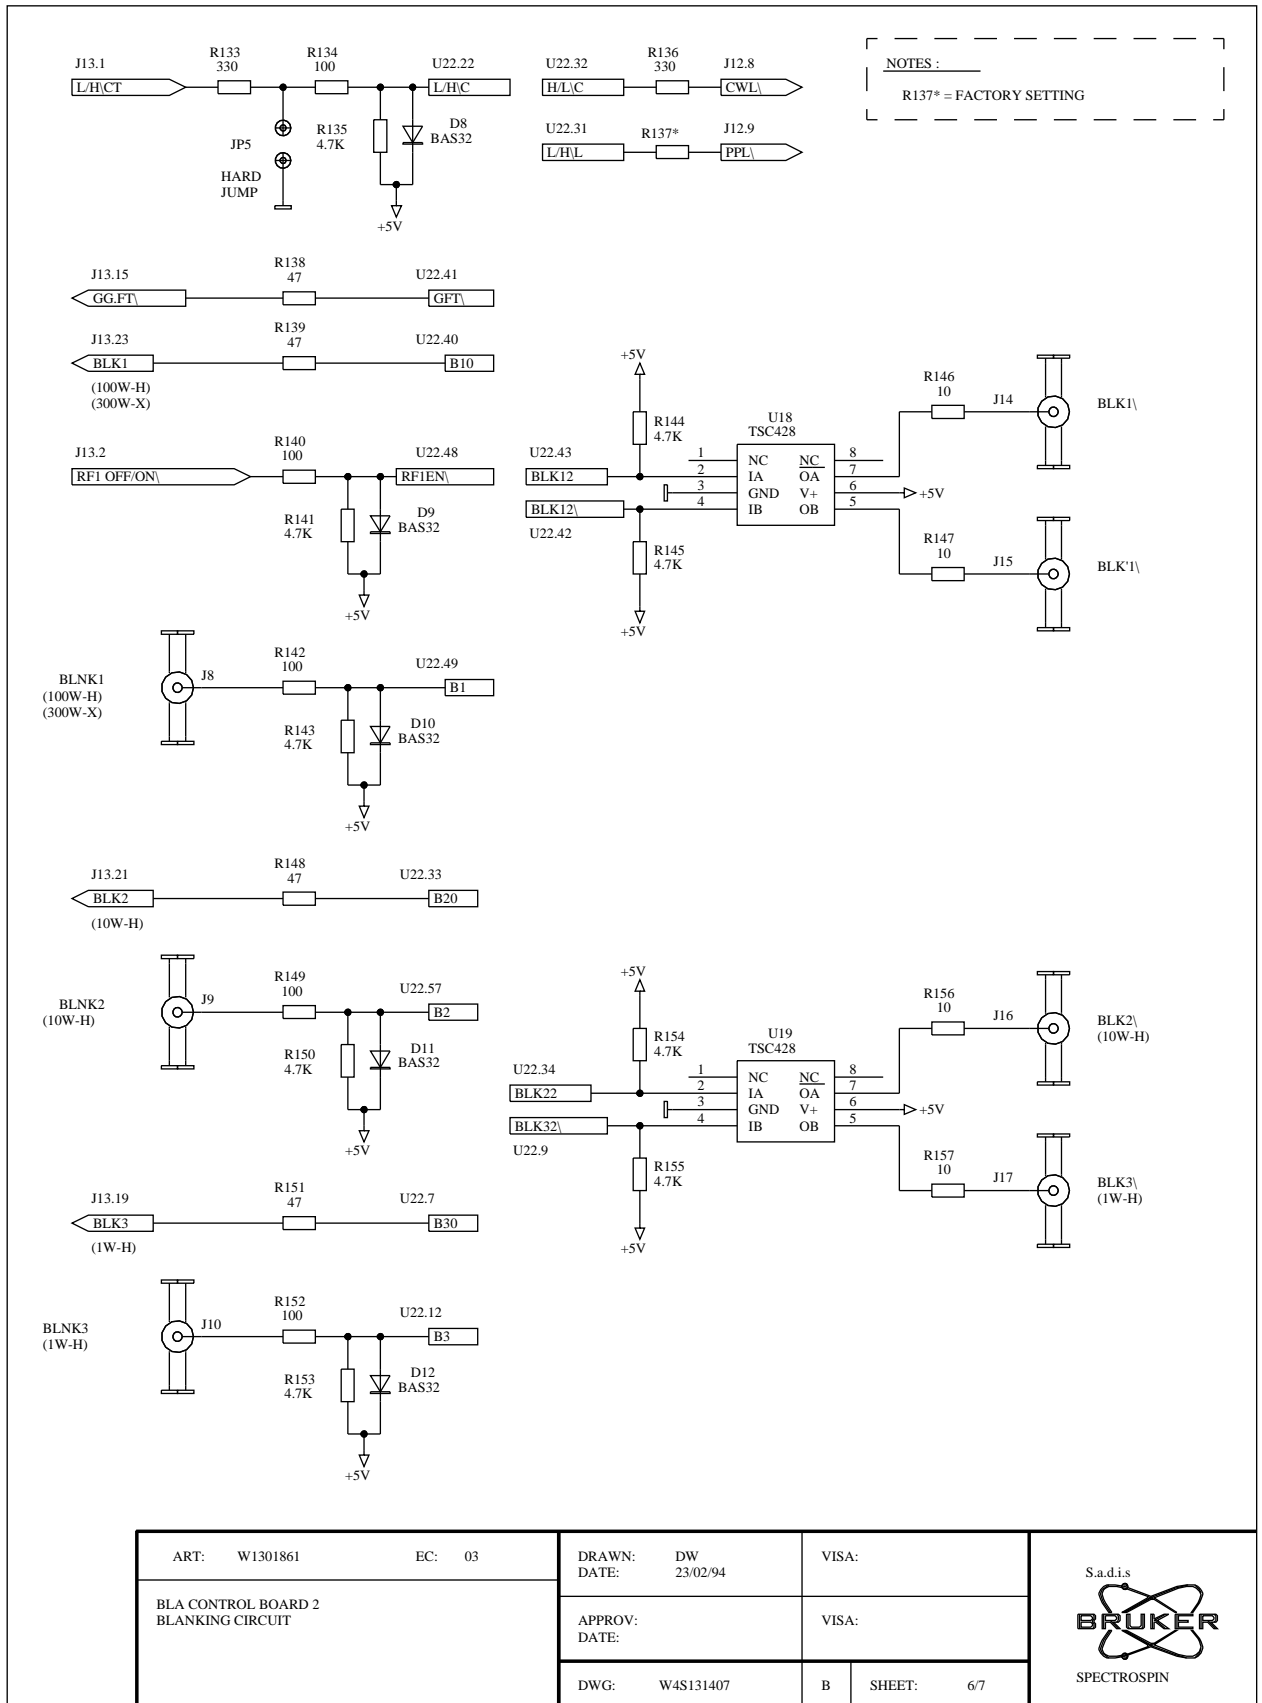 J13.1
R133
330
R134
100
U22.22
L/H\CT
L/H\C
JP5
HARD
JUMP
R135
4.7K
D8
BAS32
+5V
U22.32
R136
330
J12.8
H/L\C
CWL\
U22.31
R137*
J12.9
L/H\L
PPL\
NOTES :
R137* = FACTORY SETTING
J13.15
R138
47
U22.41
GG.FT\
GFT\
J13.23
R139
47
U22.40
BLK1
B10
(100W-H)
(300W-X)
J13.2
R140
100
U22.48
RF1 OFF/ON\
RF1EN\
R141
4.7K
D9
BAS32
+5V
BLNK1
(100W-H)
(300W-X)
J8
R142
100
U22.49
B1
R143
4.7K
D10
BAS32
+5V
+5V
R144
4.7K
U22.43
BLK12
BLK12\
U22.42
R145
4.7K
+5V
U18
TSC428
1
2
3
4
NC
IA
GND
IB
NC
OA
V+
OB
8
7
6
5
+5V
R146
10
J14
BLK1\
R147
10
J15
BLK'1\
J13.21
R148
47
U22.33
BLK2
B20
(10W-H)
BLNK2
(10W-H)
J9
R149
100
U22.57
B2
R150
4.7K
D11
BAS32
+5V
J13.19
R151
47
U22.7
BLK3
B30
(1W-H)
BLNK3
(1W-H)
J10
R152
100
U22.12
B3
R153
4.7K
D12
BAS32
+5V
+5V
R154
4.7K
U22.34
BLK22
BLK32\
U22.9
R155
4.7K
+5V
U19
TSC428
1
2
3
4
NC
IA
GND
IB
NC
OA
V+
OB
8
7
6
5
+5V
R156
10
J16
BLK2\
(10W-H)
R157
10
J17
BLK3\
(1W-H)
ART: W1301861 EC: 03
BLA CONTROL BOARD 2
BLANKING CIRCUIT
DRAWN: DW
DATE: 23/02/94
VISA:
APPROV:
DATE:
VISA:
DWG: W4S131407 B SHEET: 6/7
S.a.d.i.s
BRUKER
SPECTROSPIN